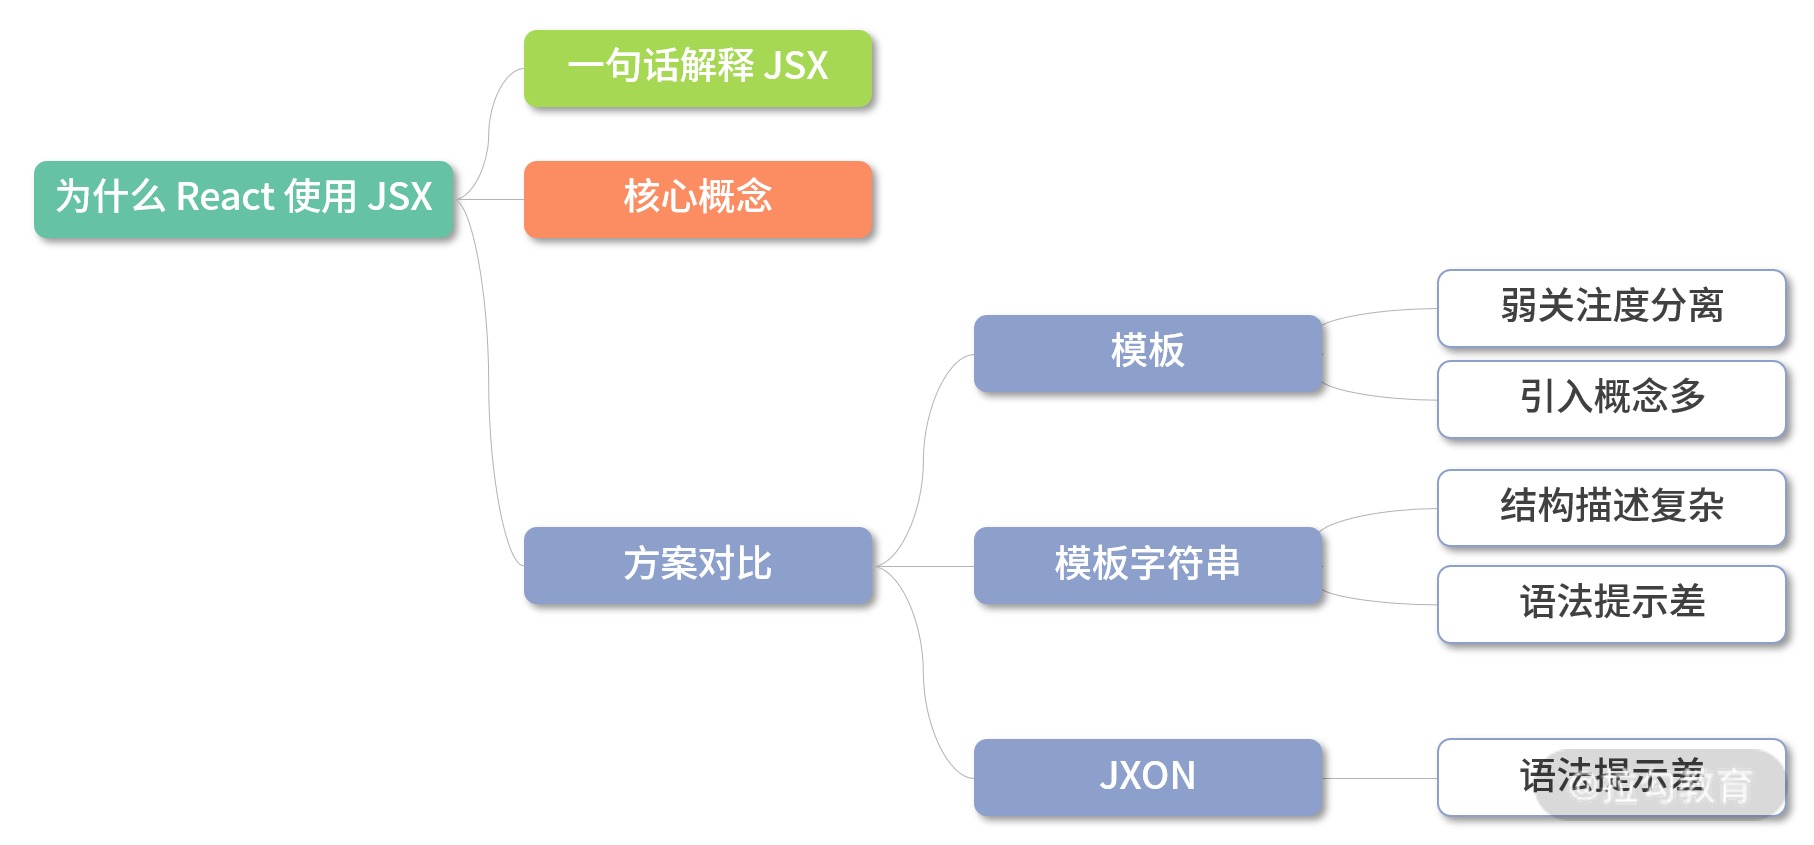 一句话解释 JSX
为什么 React 使用 JSX
核心概念
弱关注度分离
模板
引入概念多
结构描述复杂
方案对比
模板字符串
语法提示差
JXON
语法提示差
@拉勾教育